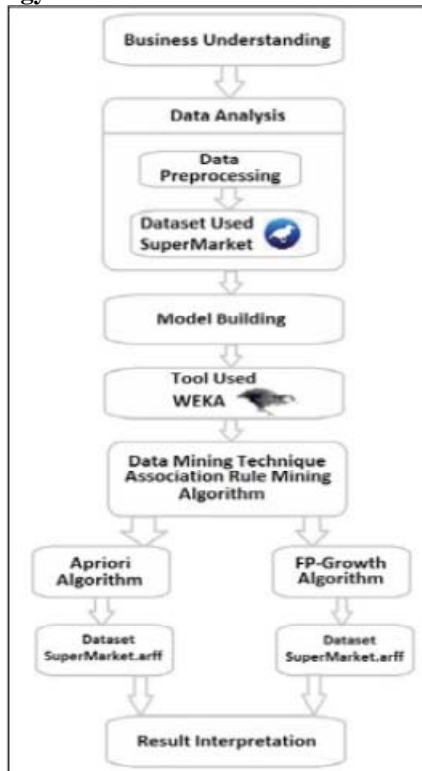 gy
Business Understanding
Data Analysis
Data
Preprocessing
Dataset Used
SuperMarket
Model Building
Tool Used
WEKA
Data Mining Technique
Association Rule Mining
Algorithm
Apriori
Algorithm
FP-Growth
Algorithm
Dataset
SuperMarket.arff
Dataset
SuperMarket.arff
Result Interpretation